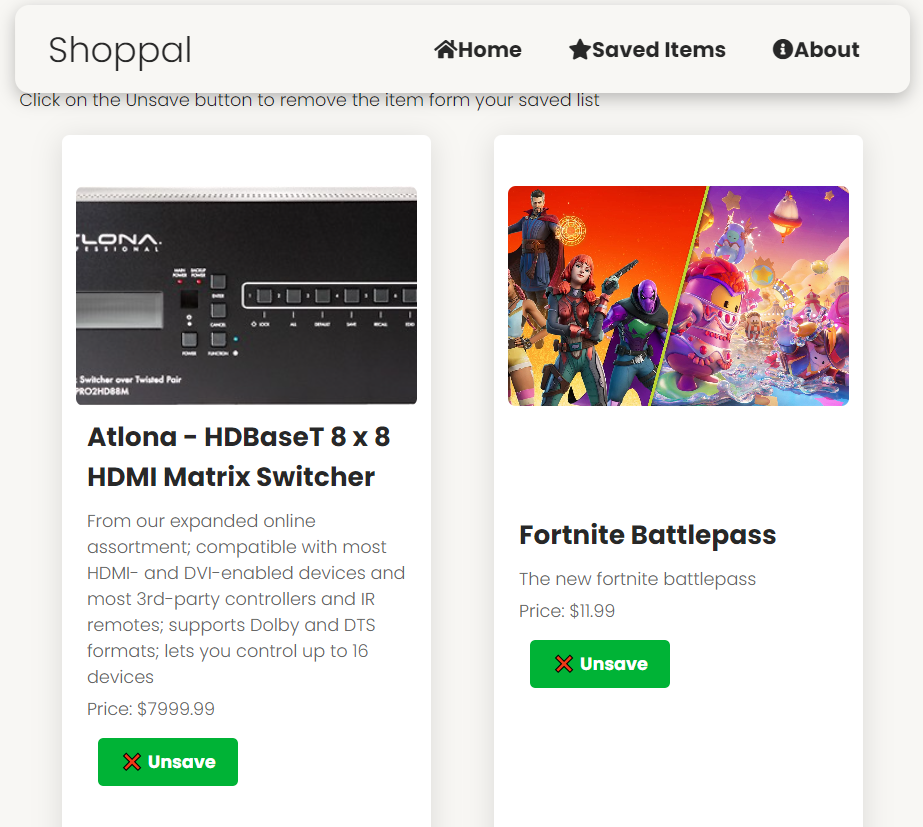 Shoppal
Home
Saved Items
About
Click on the Unsave button to remove the item form your saved list
TLONA.
MAIN POWER
BACKUP POWER
ENTER
CANCEL
POWER
FUNCTION
LOCK
ALL
DEFAULT
SAVE
RECALL
Switcher over Twisted Pair
PRO2HD88M
Atlona - HDBaseT 8 x 8
HDMI Matrix Switcher
From our expanded online
assortment; compatible with most
HDMI- and DVI-enabled devices and
most 3rd-party controllers and IR
remotes; supports Dolby and DTS
formats; lets you control up to 16
devices
Price: $7999.99
Unsave
Fortnite Battlepass
The new fortnite battlepass
Price: $11.99
Unsave